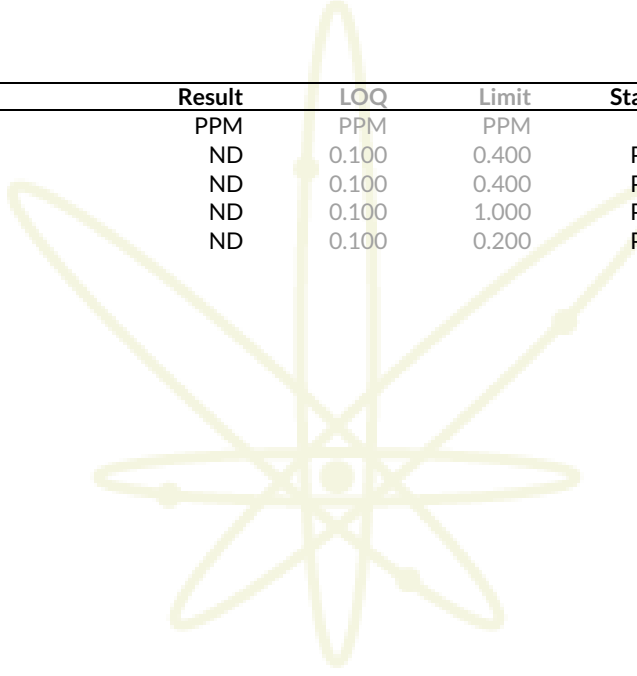 Result LOQ Limit
PPM PPM PPM
ND 0.100 0.400
ND 0.100 0.400
ND 0.100 1.000
ND 0.100 0.200